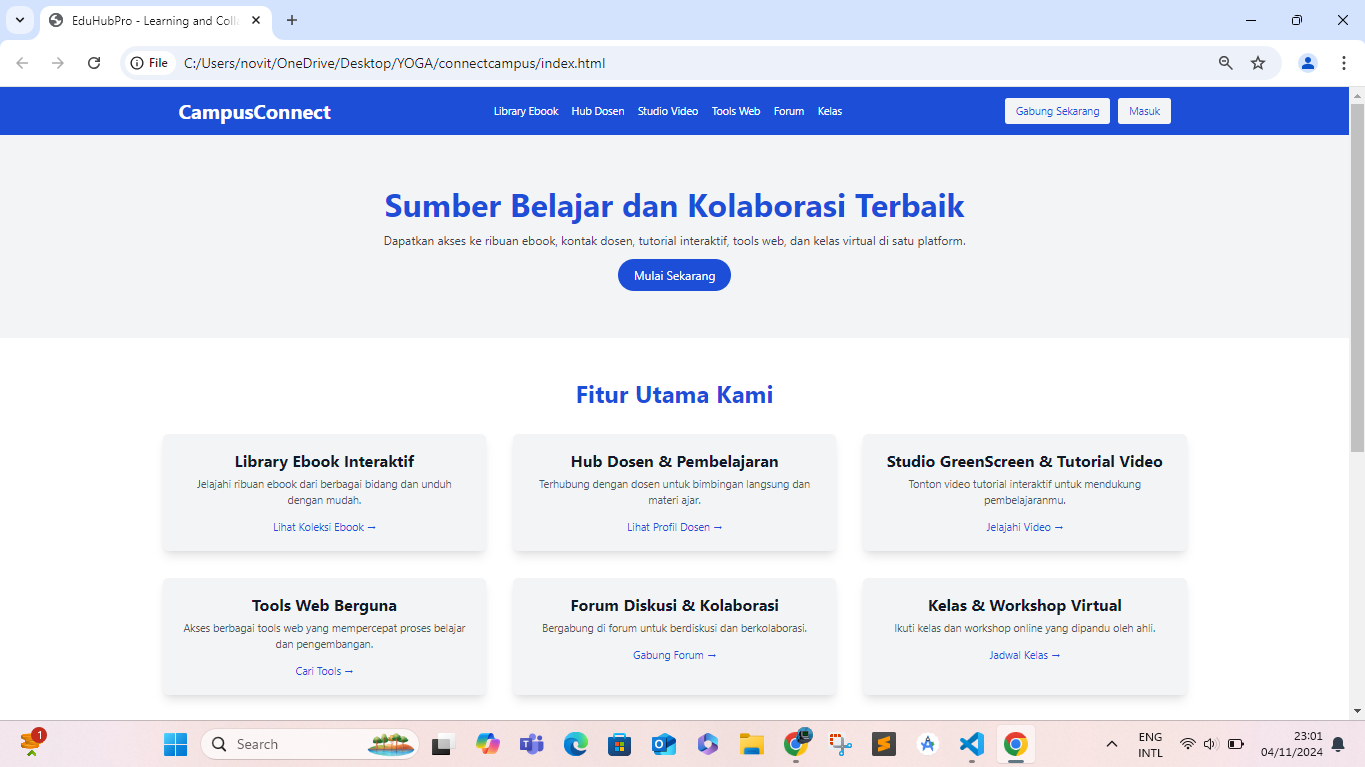 EduHubPro - Learning and Coll
File
C:/Users/novit/OneDrive/Desktop/YOGA/connectcampus/index.html
CampusConnect
Library Ebook
Hub Dosen
Studio Video
Tools Web
Forum
Kelas
Gabung Sekarang
Masuk
Sumber Belajar dan Kolaborasi Terbaik
Dapatkan akses ke ribuan ebook, kontak dosen, tutorial interaktif, tools web, dan kelas virtual di satu platform.
Mulai Sekarang
Fitur Utama Kami
Library Ebook Interaktif
Jelajahi ribuan ebook dari berbagai bidang dan unduh
dengan mudah.
Lihat Koleksi Ebook →
Hub Dosen & Pembelajaran
Terhubung dengan dosen untuk bimbingan langsung dan
materi ajar.
Lihat Profil Dosen →
Studio GreenScreen & Tutorial Video
Tonton video tutorial interaktif untuk mendukung
pembelajaranmu.
Jelajahi Video →
Tools Web Berguna
Akses berbagai tools web yang mempercepat proses belajar
dan pengembangan.
Cari Tools →
Forum Diskusi & Kolaborasi
Bergabung di forum untuk berdiskusi dan berkolaborasi.
Gabung Forum →
Kelas & Workshop Virtual
Ikuti kelas dan workshop online yang dipandu oleh ahli.
Jadwal Kelas →
1
Search
ENG
INTL
23:01
04/11/2024